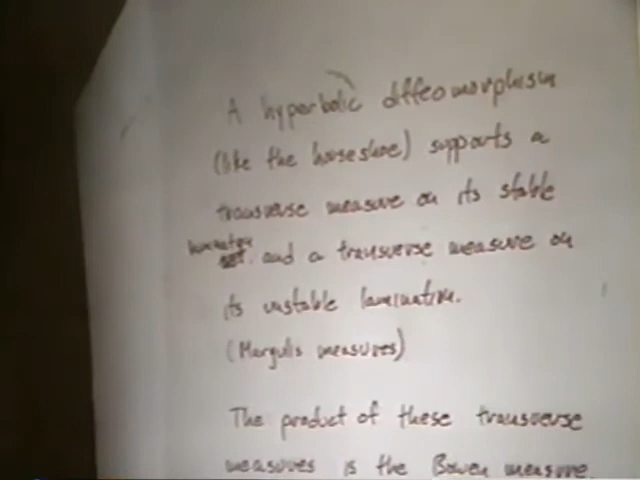 A hyperbolic diffeomorphism
(like the horseshoe) supports a
transverse measure on its stable
lamination
set. and a transverse measure on
its unstable lamination.
(Margulis measures)
The product of these transverse
measures is the Bowen measure.